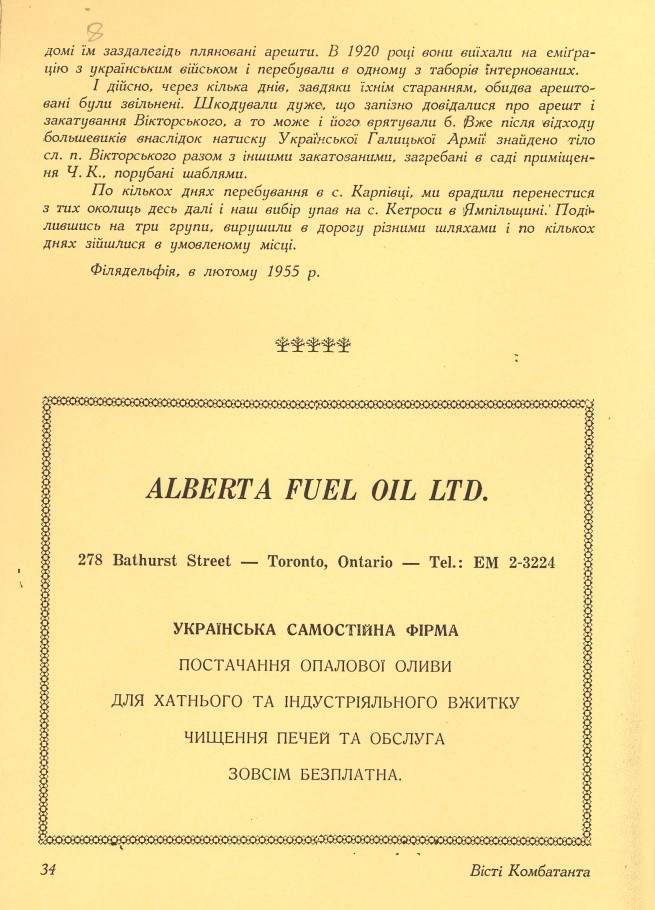 8
домі їм заздалегідь пляновані арешти. В 1920 році вони виїхали на еміґра-
цію з українським військом і перебували в одному з таборів інтернованих.
І дійсно, через кілька днів, завдяки їхнім старанням, обидва арешто-
вані були звільнені. Шкодували дуже, що запізно довідалися про арешт і
закатування Вікторського, а то може і його врятували б. Вже після відходу
большевиків внаслідок натиску Української Галицької Армії знайдено тіло
сл. п. Вікторського разом з іншими закатованими, загребані в саді приміщен-
ня Ч. К., порубані шаблями.
По кількох днях перебування в с. Карпівці, ми врадили перенестися
з тих околиць десь далі і наш вибір упав на с. Кетроси в Ямпільщині. Поді-
лившись на три групи, вирушили в дорогу різними шляхами і по кількох
днях зійшлися в умовленому місці.
Філядельфія, в лютому 1955 р.
ALBERTA FUEL OIL LTD.
278 Bathurst Street — Toronto, Ontario — Tel.: EM 2-3224
УКРАЇНСЬКА САМОСТІЙНА ФІРМА
ПОСТАЧАННЯ ОПАЛОВОЇ ОЛИВИ
ДЛЯ ХАТНЬОГО ТА ІНДУСТРІЯЛЬНОГО ВЖИТКУ
ЧИЩЕННЯ ПЕЧЕЙ ТА ОБСЛУГА
ЗОВСІМ БЕЗПЛАТНА.
34
Вісті Комбатанта